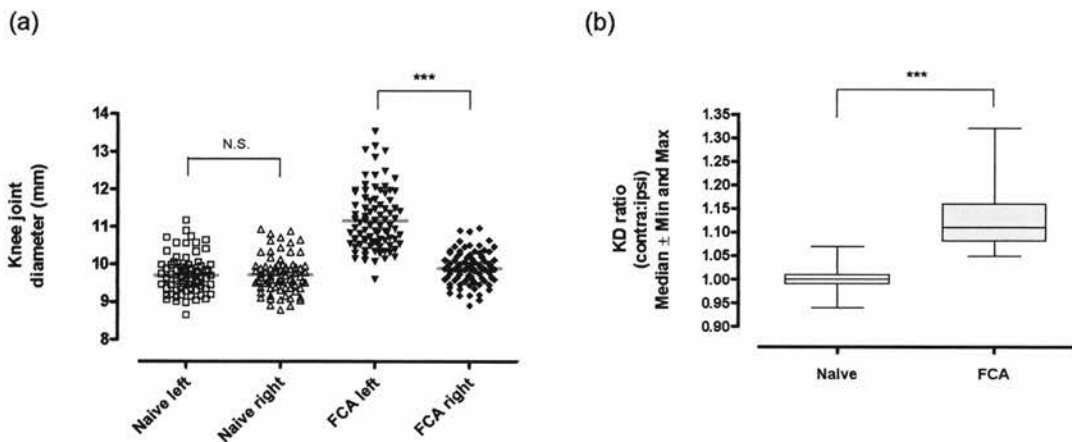 (a)
Knee joint
diameter (mm)
14
13
12
11
10
9
8
N.S.
***
Naive left
Naive right
FCA left
FCA right
(b)
KD ratio
(contra:ipsi)
Median ± Min and Max
1.35
1.30
1.25
1.20
1.15
1.10
1.05
1.00
0.95
0.90
***
Naive
FCA